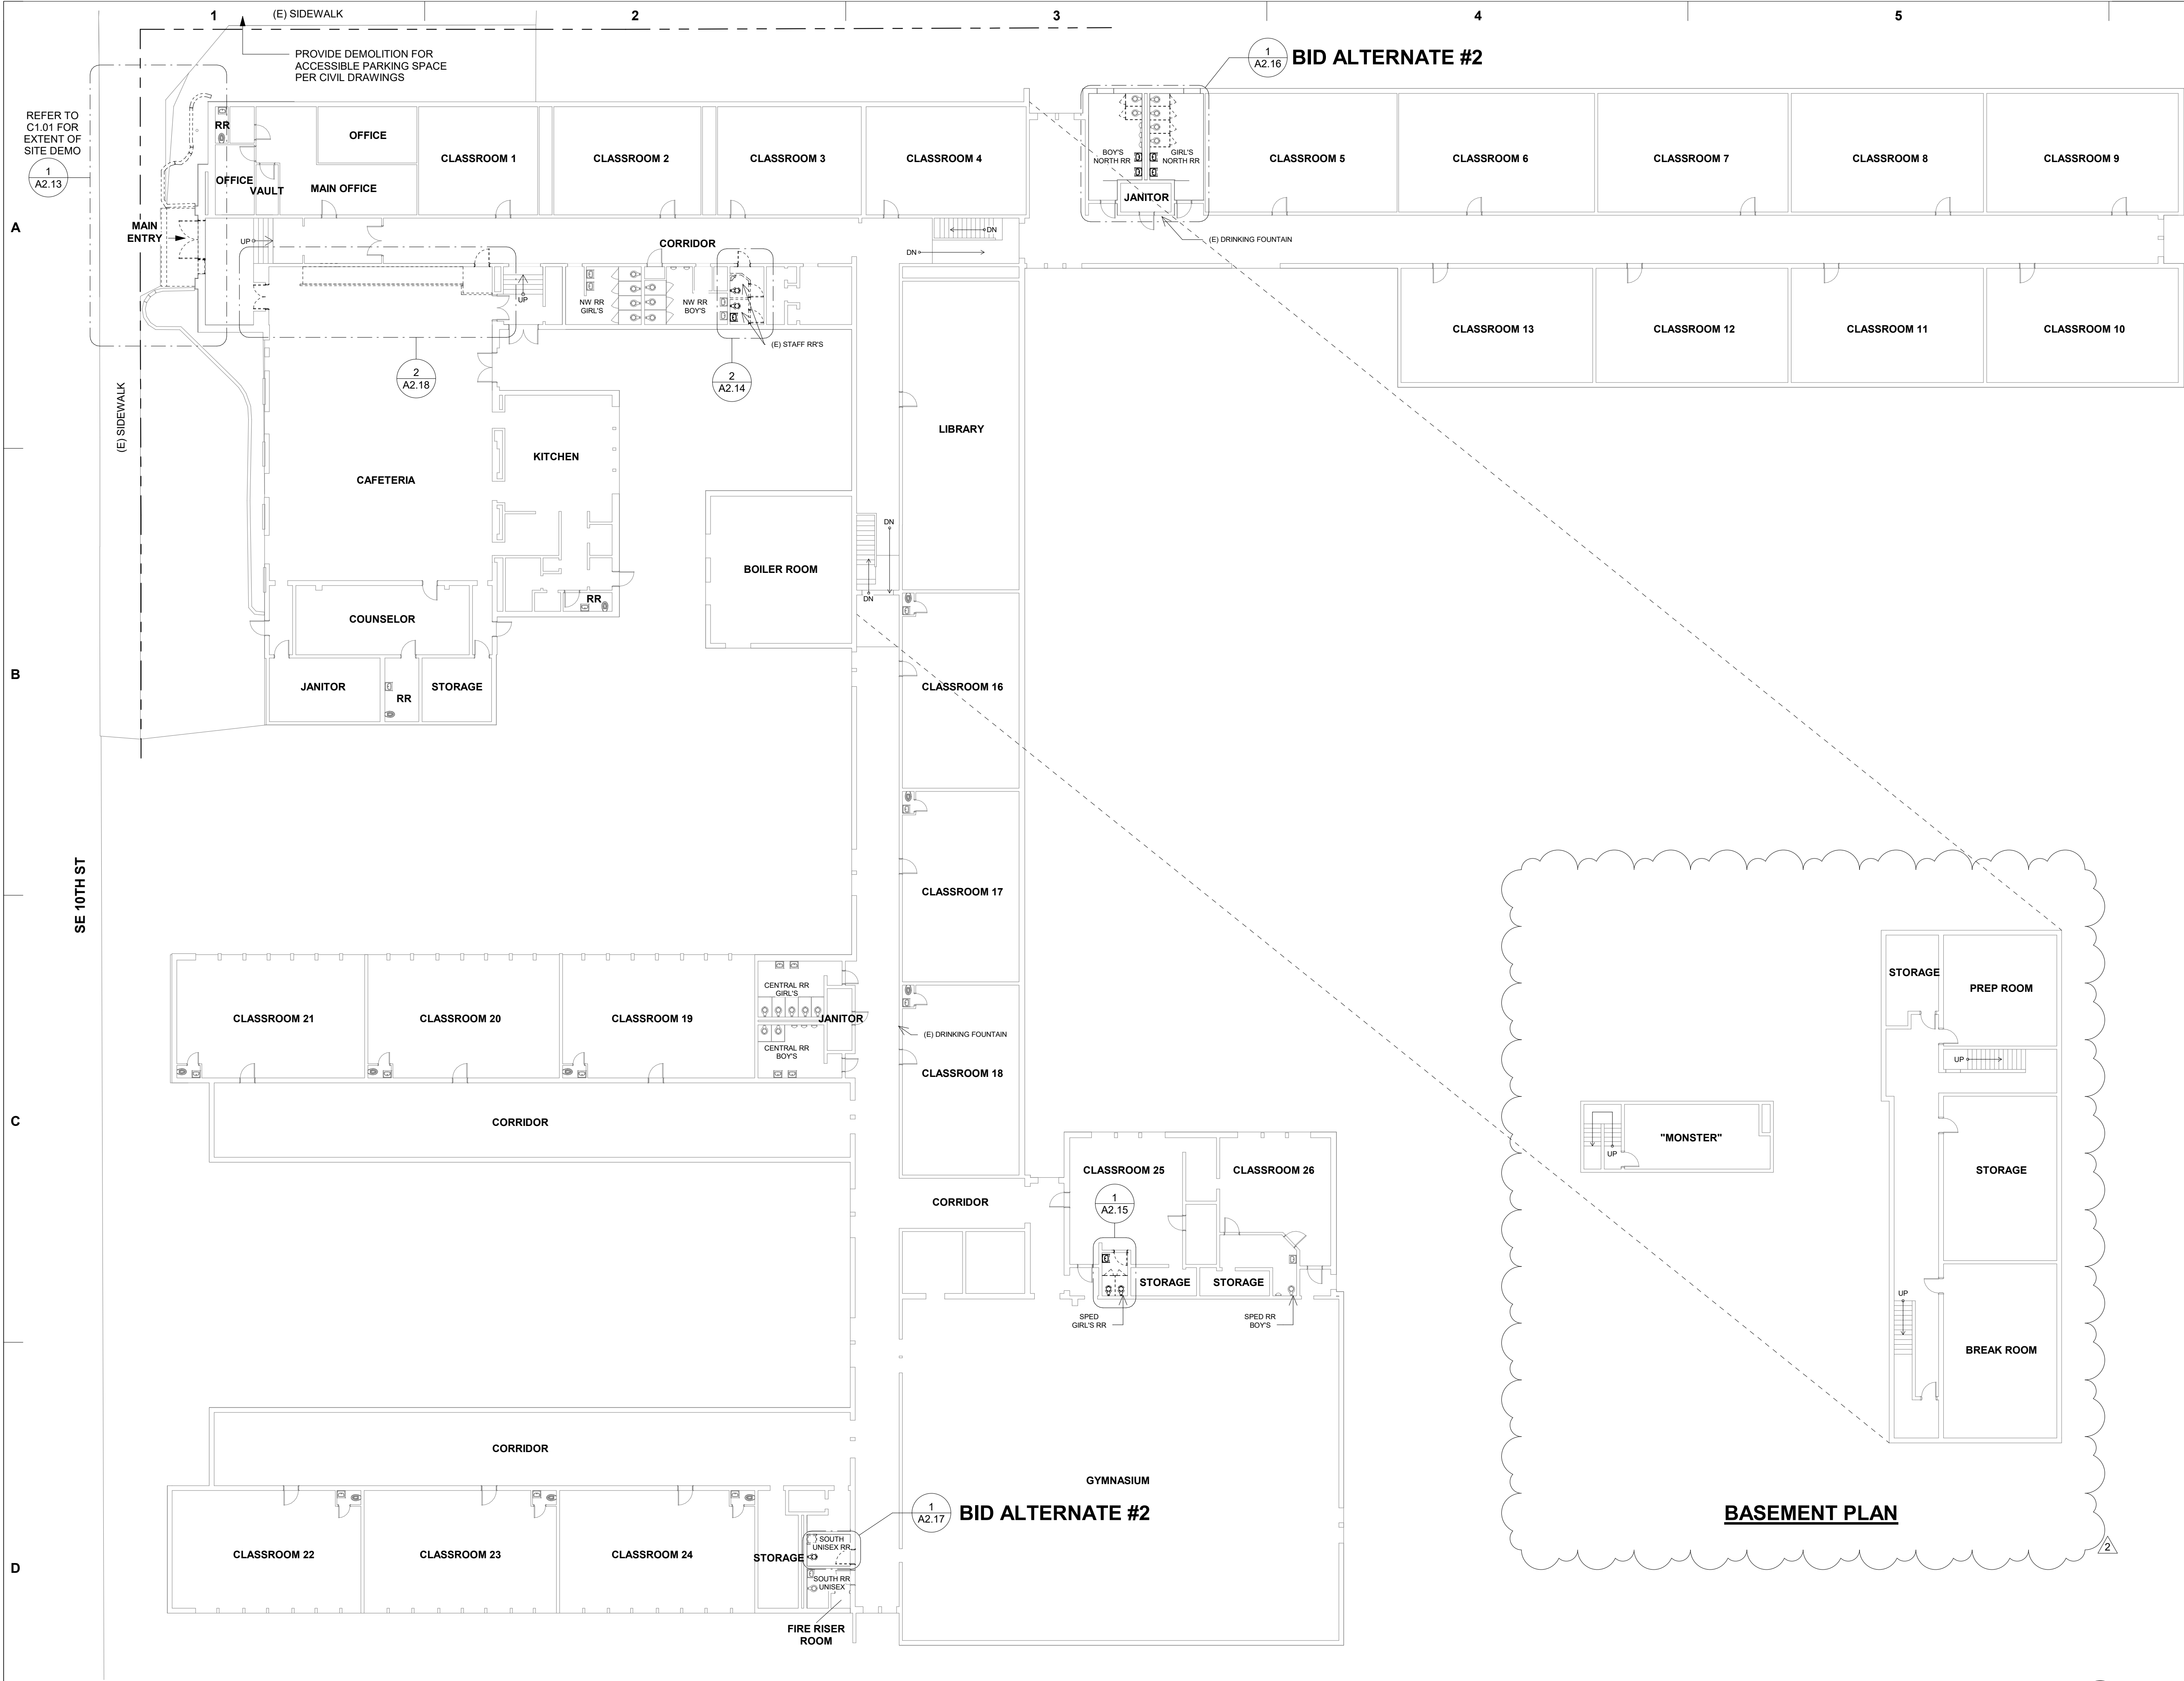 1
2
3
4
5
(E) SIDEWALK
PROVIDE DEMOLITION FOR
ACCESSIBLE PARKING SPACE
PER CIVIL DRAWINGS
1
A2.16
BID ALTERNATE #2
REFER TO
C1.01 FOR
EXTENT OF
SITE DEMO
1
A2.13
RR
OFFICE
OFFICE
VAULT
MAIN OFFICE
CLASSROOM 1
CLASSROOM 2
CLASSROOM 3
CLASSROOM 4
BOY'S
NORTH RR
GIRL'S
NORTH RR
JANITOR
CLASSROOM 5
CLASSROOM 6
CLASSROOM 7
CLASSROOM 8
CLASSROOM 9
A
MAIN
ENTRY
UP
CORRIDOR
DN
DN
(E) DRINKING FOUNTAIN
UP
NW RR
GIRL'S
NW RR
BOY'S
(E) STAFF RR'S
2
A2.18
2
A2.14
CLASSROOM 13
CLASSROOM 12
CLASSROOM 11
CLASSROOM 10
(E) SIDEWALK
LIBRARY
KITCHEN
CAFETERIA
DN
BOILER ROOM
DN
RR
COUNSELOR
B
JANITOR
RR
STORAGE
CLASSROOM 16
CLASSROOM 17
SE 10TH ST
CLASSROOM 21
CLASSROOM 20
CLASSROOM 19
CENTRAL RR
GIRL'S
JANITOR
CENTRAL RR
BOY'S
(E) DRINKING FOUNTAIN
CLASSROOM 18
STORAGE
PREP ROOM
UP
C
CORRIDOR
"MONSTER"
UP
STORAGE
CLASSROOM 25
CLASSROOM 26
1
A2.15
CORRIDOR
STORAGE
STORAGE
SPED
GIRL'S RR
SPED RR
BOY'S
UP
BREAK ROOM
CORRIDOR
GYMNASIUM
1
A2.17
BID ALTERNATE #2
BASEMENT PLAN
2
D
CLASSROOM 22
CLASSROOM 23
CLASSROOM 24
STORAGE
SOUTH
UNISEX RR
SOUTH RR
UNISEX
FIRE RISER
ROOM